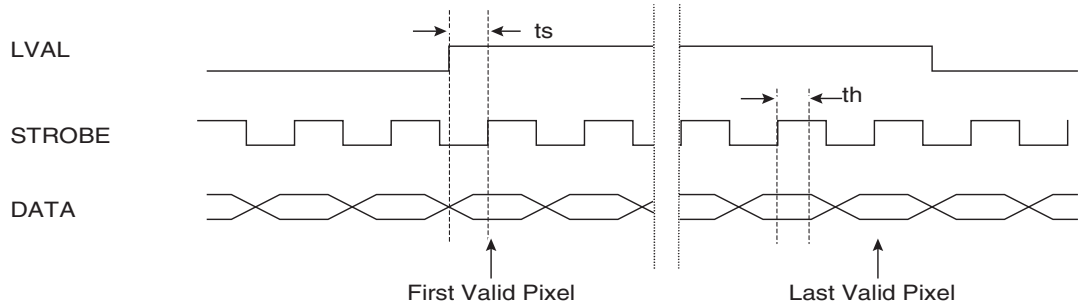 LVAL
ts
th
STROBE
DATA
First Valid Pixel
Last Valid Pixel